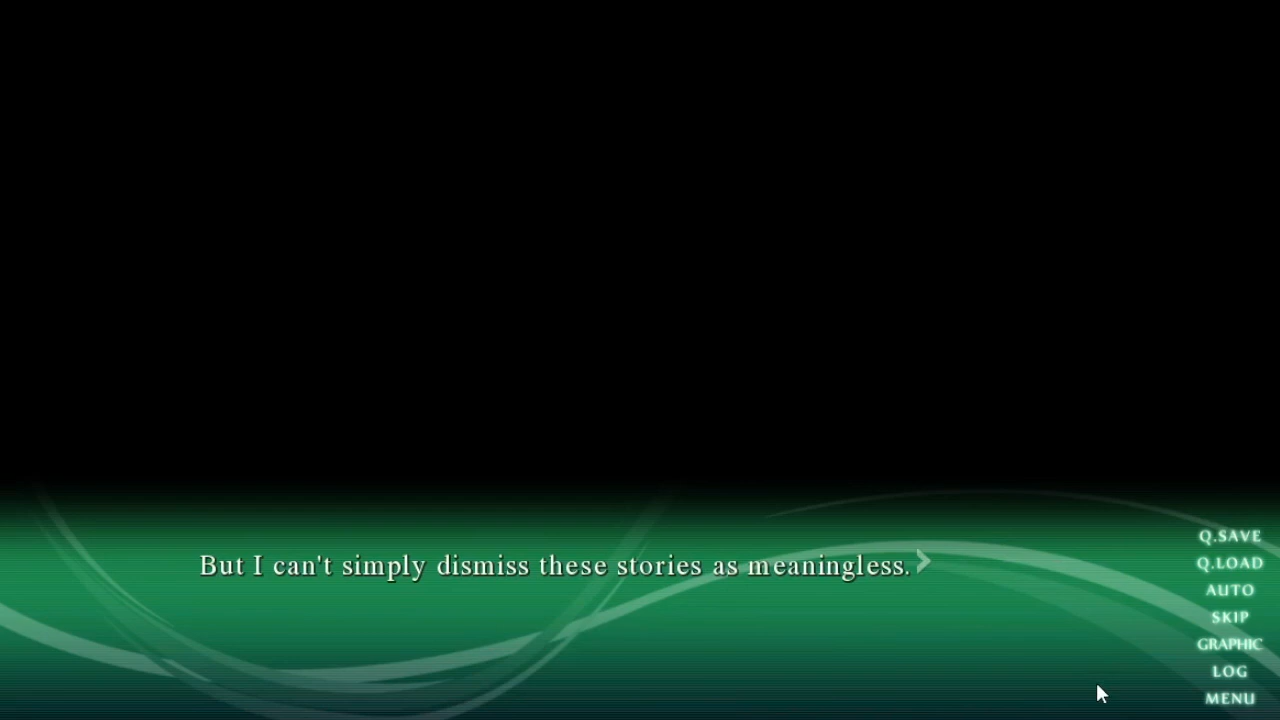 But I can't simply dismiss these stories as meaningless.
Q.SAVE
Q.LOAD
AUTO
SKIP
GRAPHIC
LOG
MENU